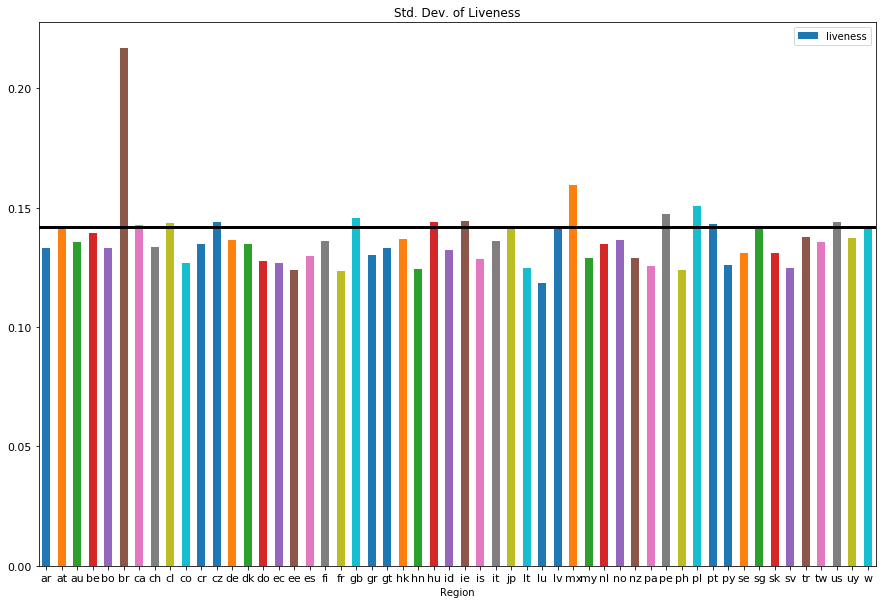 Std. Dev. of Liveness
liveness
0.20
0.15
0.10
0.05
0.00
ar at au be bo br ca ch cl co cr cz de dk do ec ee es fi fr gb gr gt hk hn hu id ie is it jp lt lu lv mx my nl no nz pa pe ph pl pt py se sg sk sv tr tw us uy w
Region